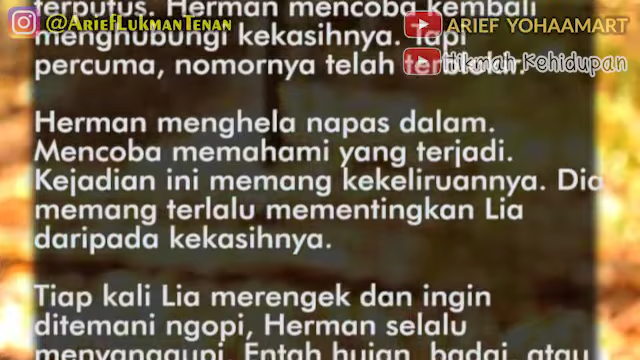 terputus. Herman mencoba kembali
@AriefLukmanTenan
ARIEF YOHAAMART
menghubungi kekasihnya. Tapi
percuma, nomornya telah
Hikmah Kehidupan
Herman menghela napas dalam.
Mencoba memahami yang terjadi.
Kejadian ini memang kekeliruannya. Dia
memang terlalu mementingkan Lia
daripada kekasihnya.
Tiap kali Lia merengek dan ingin
ditemani ngopi, Herman selalu
menyanggupi. Entah hujan, badai, atau